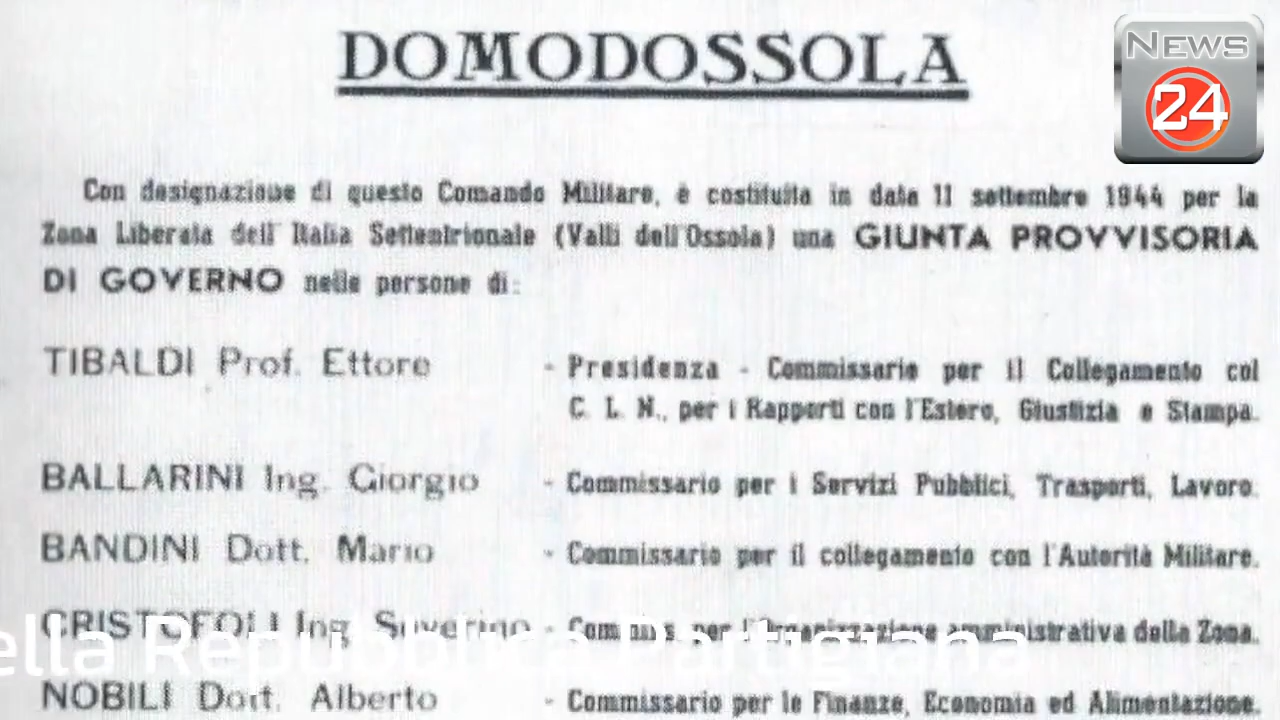 DOMODOSSOLA
NEWS
24
Con designazione di questo Comando Militare, è costituita in data 11 settembre 1944 per la
Zona Liberata dell'Italia Settentrionale (Valli dell'Ossola) una GIUNTA PROVVISORIA
DI GOVERNO nelle persone di:
TIBALDI Prof. Ettore - Presidenza - Commissario per il Collegamento col
C. L. N., per i Rapporti con l'Estero, Giustizia e Stampa.
BALLARINI Ing. Giorgio - Commissario per i Servizi Pubblici, Trasporti, Lavoro.
BANDINI Dott. Mario - Commissario per il collegamento con l'Autorità Militare.
CRISTOFOLI Ing. Severino - Commiss. per l'Organizzazione amministrativa della Zona.
ella Repubblica Partigiana
NOBILI Dott. Alberto - Commissario per le Finanze, Economia ed Alimentazione.